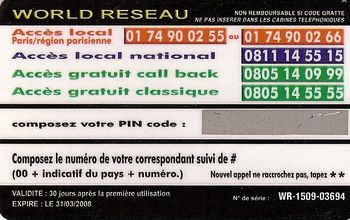 WORLD RESEAU
NON REMBOURSABLE SI CODE GRATTE
NE PAS INSERER DANS LES CABINES TELEPHONIQUES
Accès local 01 74 90 02 55 ou 01 74 90 02 66
Paris/région parisienne
Accès local national 0811 14 55 15
Accès gratuit call back 0805 14 09 99
Accès gratuit classique 0805 14 55 55
composez votre PIN code :
Composez le numéro de votre correspondant suivi de #
(00 + indicatif du pays + numéro.) Nouvel appel ne raccrochez pas, tapez **
VALIDITE : 30 jours après la première utilisation
EXPIRE : LE 31/03/2008 N° de série : WR-1509-03694